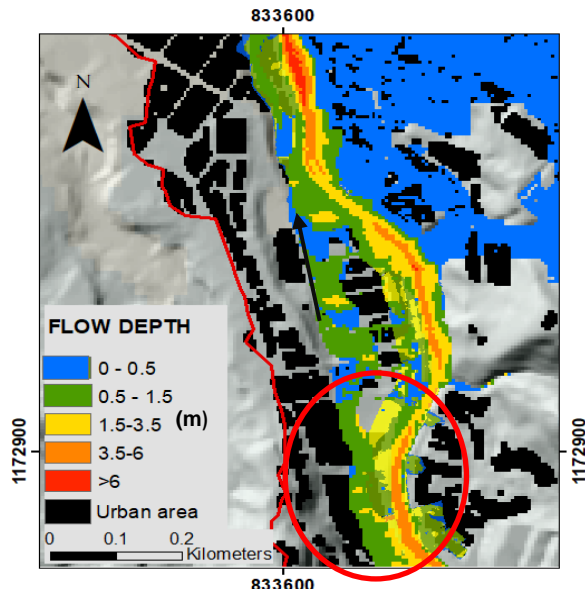 833600
N
FLOW DEPTH
0 - 0.5
0.5 - 1.5
1.5-3.5 (m)
3.5-6
>6
Urban area
0 0.1 0.2
Kilometers
1172900
1172900
833600